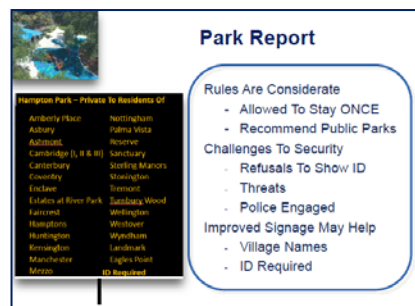 Park Report
Hampton Park – Private To Residents Of
Amberly Place
Nottingham
Asbury
Palma Vista
Ashmont
Reserve
Cambridge (I, II & III)
Sanctuary
Canterbury
Sterling Manors
Coventry
Stonington
Enclave
Tremont
Estates at River Park
Turnbury Wood
Faircrest
Wellington
Hamptons
Westover
Huntington
Wyndham
Kensington
Landmark
Manchester
Eagles Point
Mezzo
ID Required
Rules Are Considerate
- Allowed To Stay ONCE
- Recommend Public Parks
Challenges To Security
- Refusals To Show ID
- Threats
- Police Engaged
Improved Signage May Help
- Village Names
- ID Required